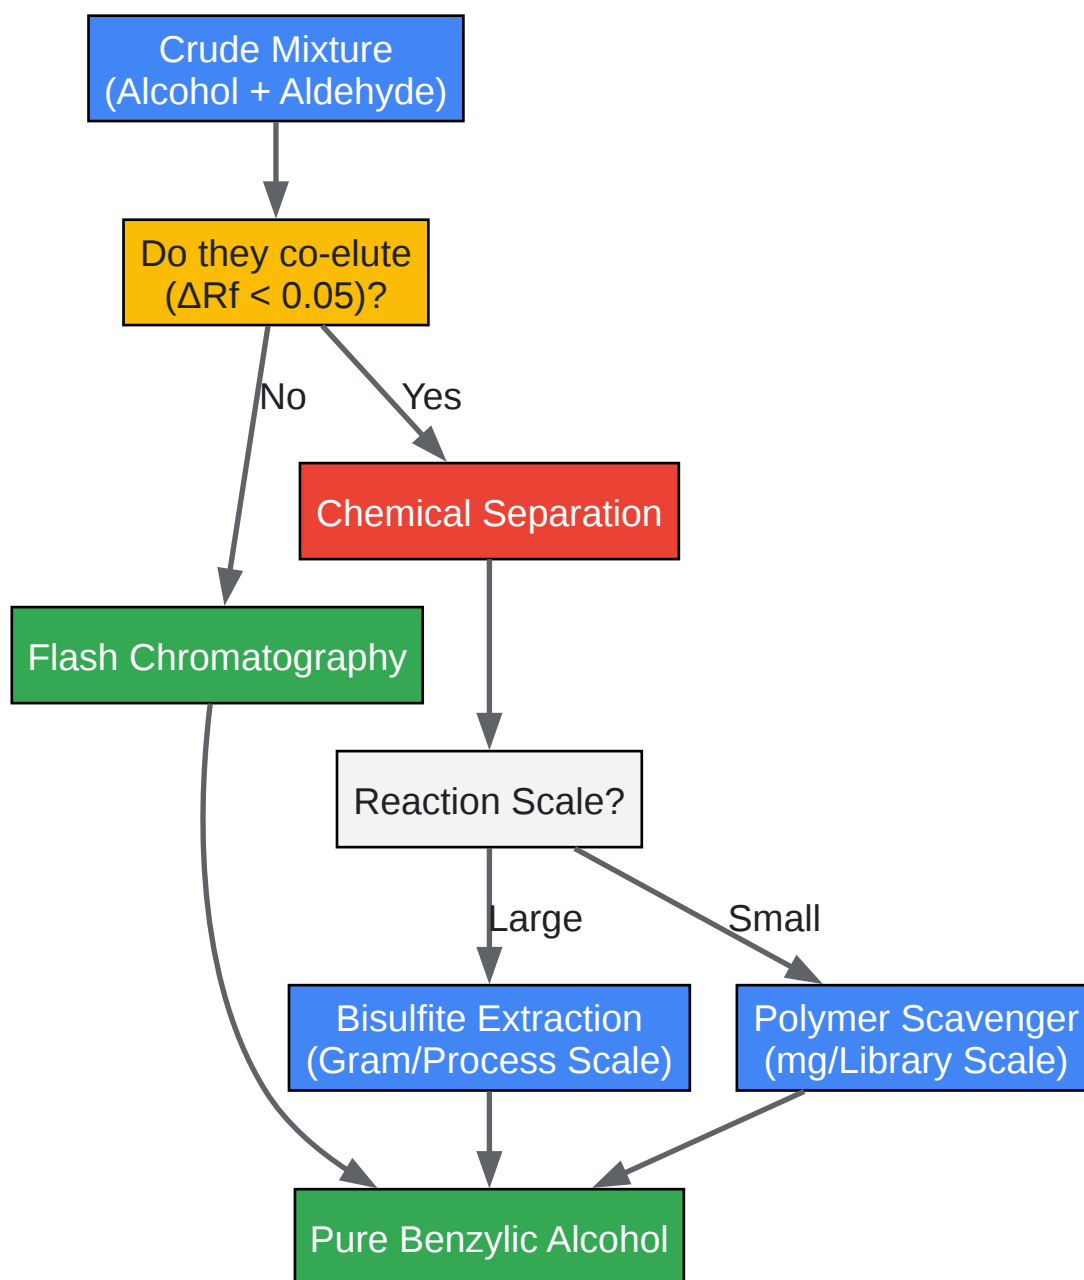 Crude Mixture
(Alcohol + Aldehyde)
Do they co-elute
(ΔRf < 0.05)?
No
Yes
Chemical Separation
Flash Chromatography
Reaction Scale?
Large
Small
Bisulfite Extraction
(Gram/Process Scale)
Polymer Scavenger
(mg/Library Scale)
Pure Benzylic Alcohol